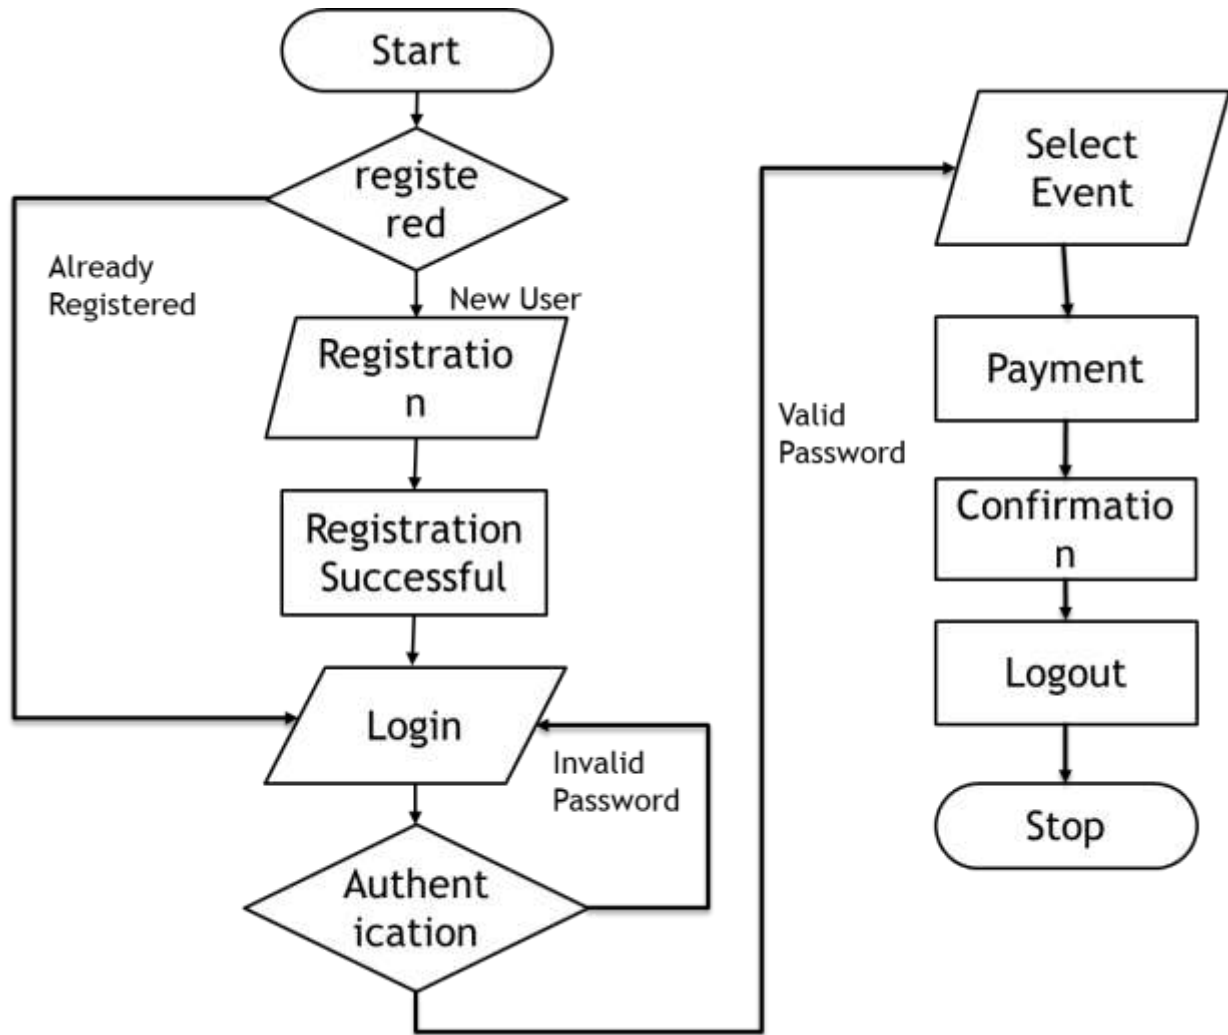 Start
registe
red
Already
Registered
New User
Registratio
n
Registration
Successful
Login
Invalid
Password
Authent
ication
Valid
Password
Select
Event
Payment
Confirmatio
n
Logout
Stop